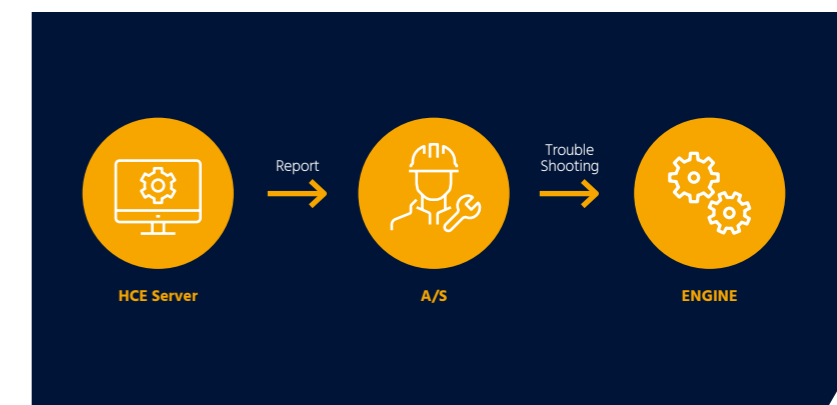 Report
Trouble
Shooting
HCE Server
A/S
ENGINE